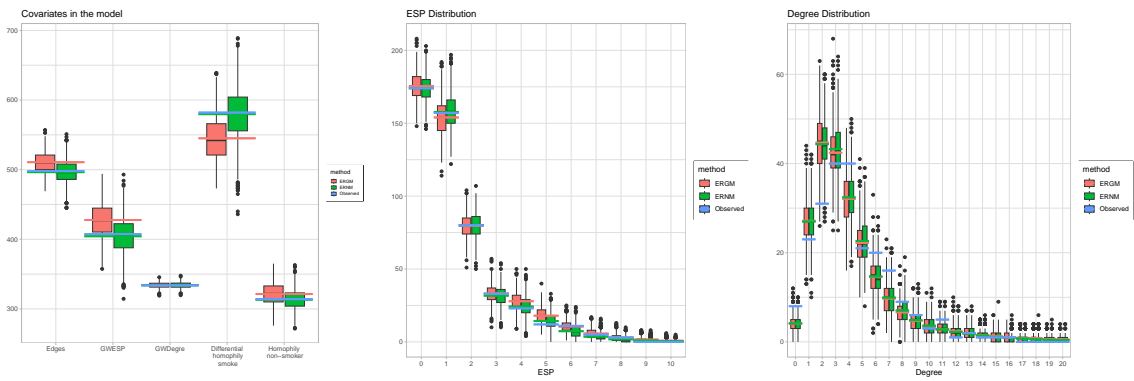 Covariates in the model
700
600
500
400
300
Edges
GWESP
GWDegre
Differential
homophily
smoke
Homophily
non−smoker
method
ERGM
ERNM
Observed
ESP Distribution
200
150
100
50
0
0 1 2 3 4 5 6 7 8 9 10
ESP
method
ERGM
ERNM
Observed
Degree Distribution
60
40
20
0
0 1 2 3 4 5 6 7 8 9 10 11 12 13 14 15 16 17 18 19 20
Degree
method
ERGM
ERNM
Observed